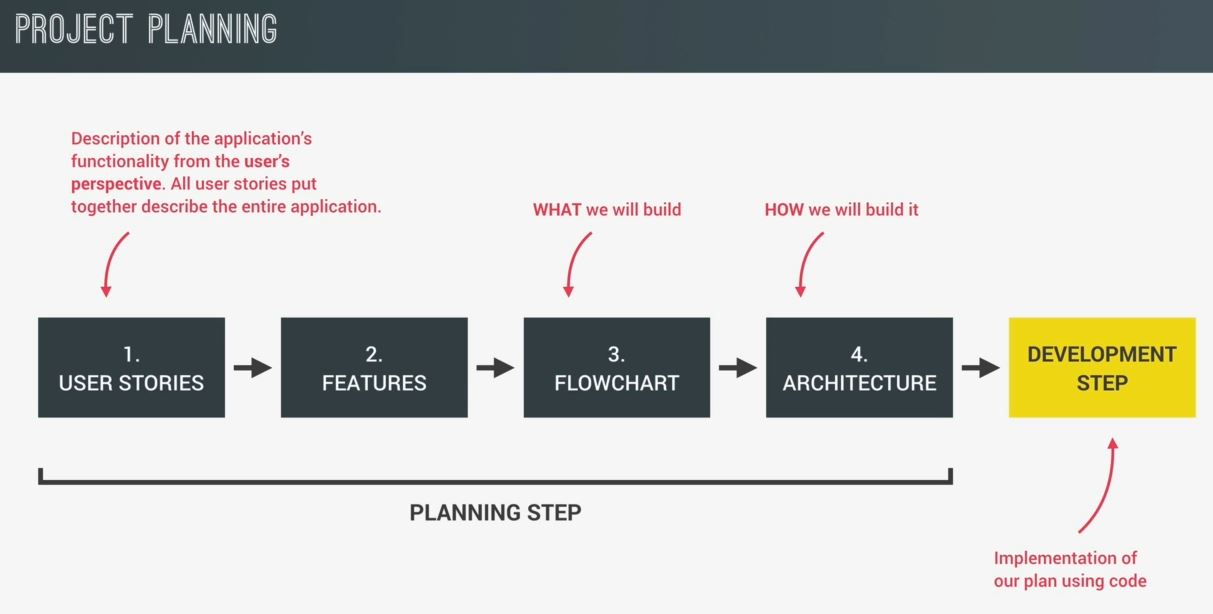 PROJECT PLANNING
Description of the application's
functionality from the user's
perspective. All user stories put
together describe the entire application.
WHAT we will build
HOW we will build it
1.
USER STORIES
2.
FEATURES
3.
FLOWCHART
4.
ARCHITECTURE
DEVELOPMENT
STEP
PLANNING STEP
Implementation of
our plan using code